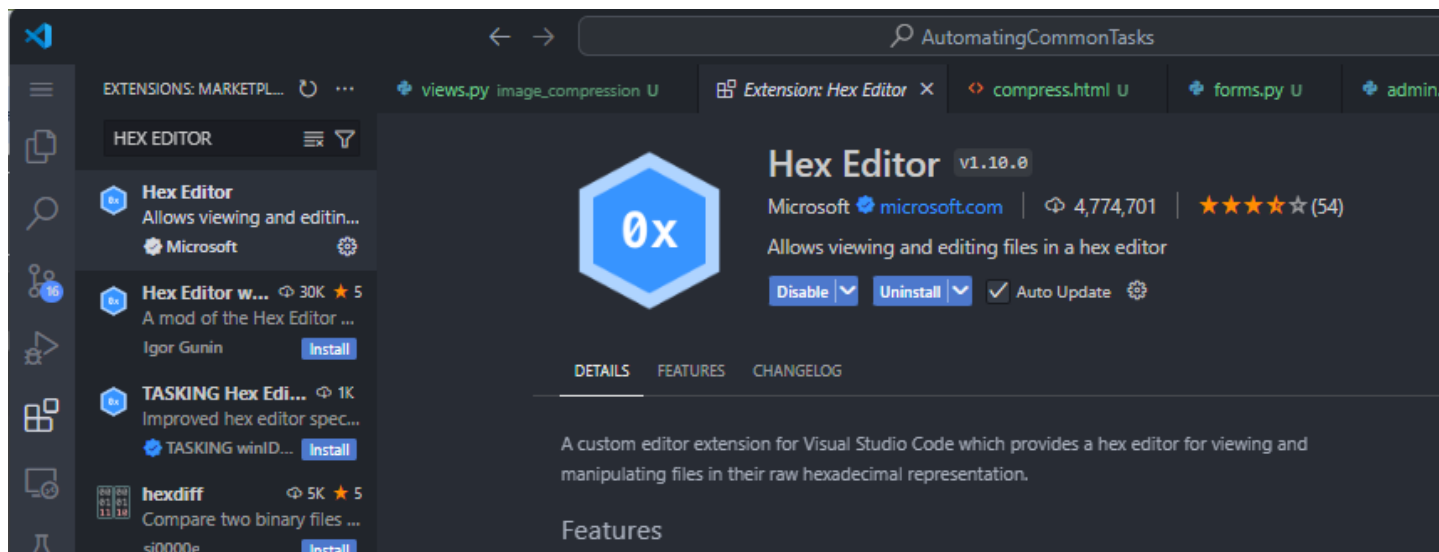 AutomatingCommonTasks
EXTENSIONS: MARKETPL...
views.py image_compression U
Extension: Hex Editor
compress.html U
forms.py U
admin.
HEX EDITOR
Hex Editor
Allows viewing and editin...
Microsoft
Hex Editor w... 30K ★ 5
A mod of the Hex Editor ...
Igor Gunin Install
TASKING Hex Edi... 1K
Improved hex editor spec...
TASKING winID... Install
hexdiff 5K ★ 5
Compare two binary files ...
si0000e Install
16
0x
Hex Editor v1.10.0
Microsoft microsoft.com | 4,774,701 | (54)
Allows viewing and editing files in a hex editor
Disable Uninstall Auto Update
DETAILS FEATURES CHANGELOG
A custom editor extension for Visual Studio Code which provides a hex editor for viewing and
manipulating files in their raw hexadecimal representation.
Features